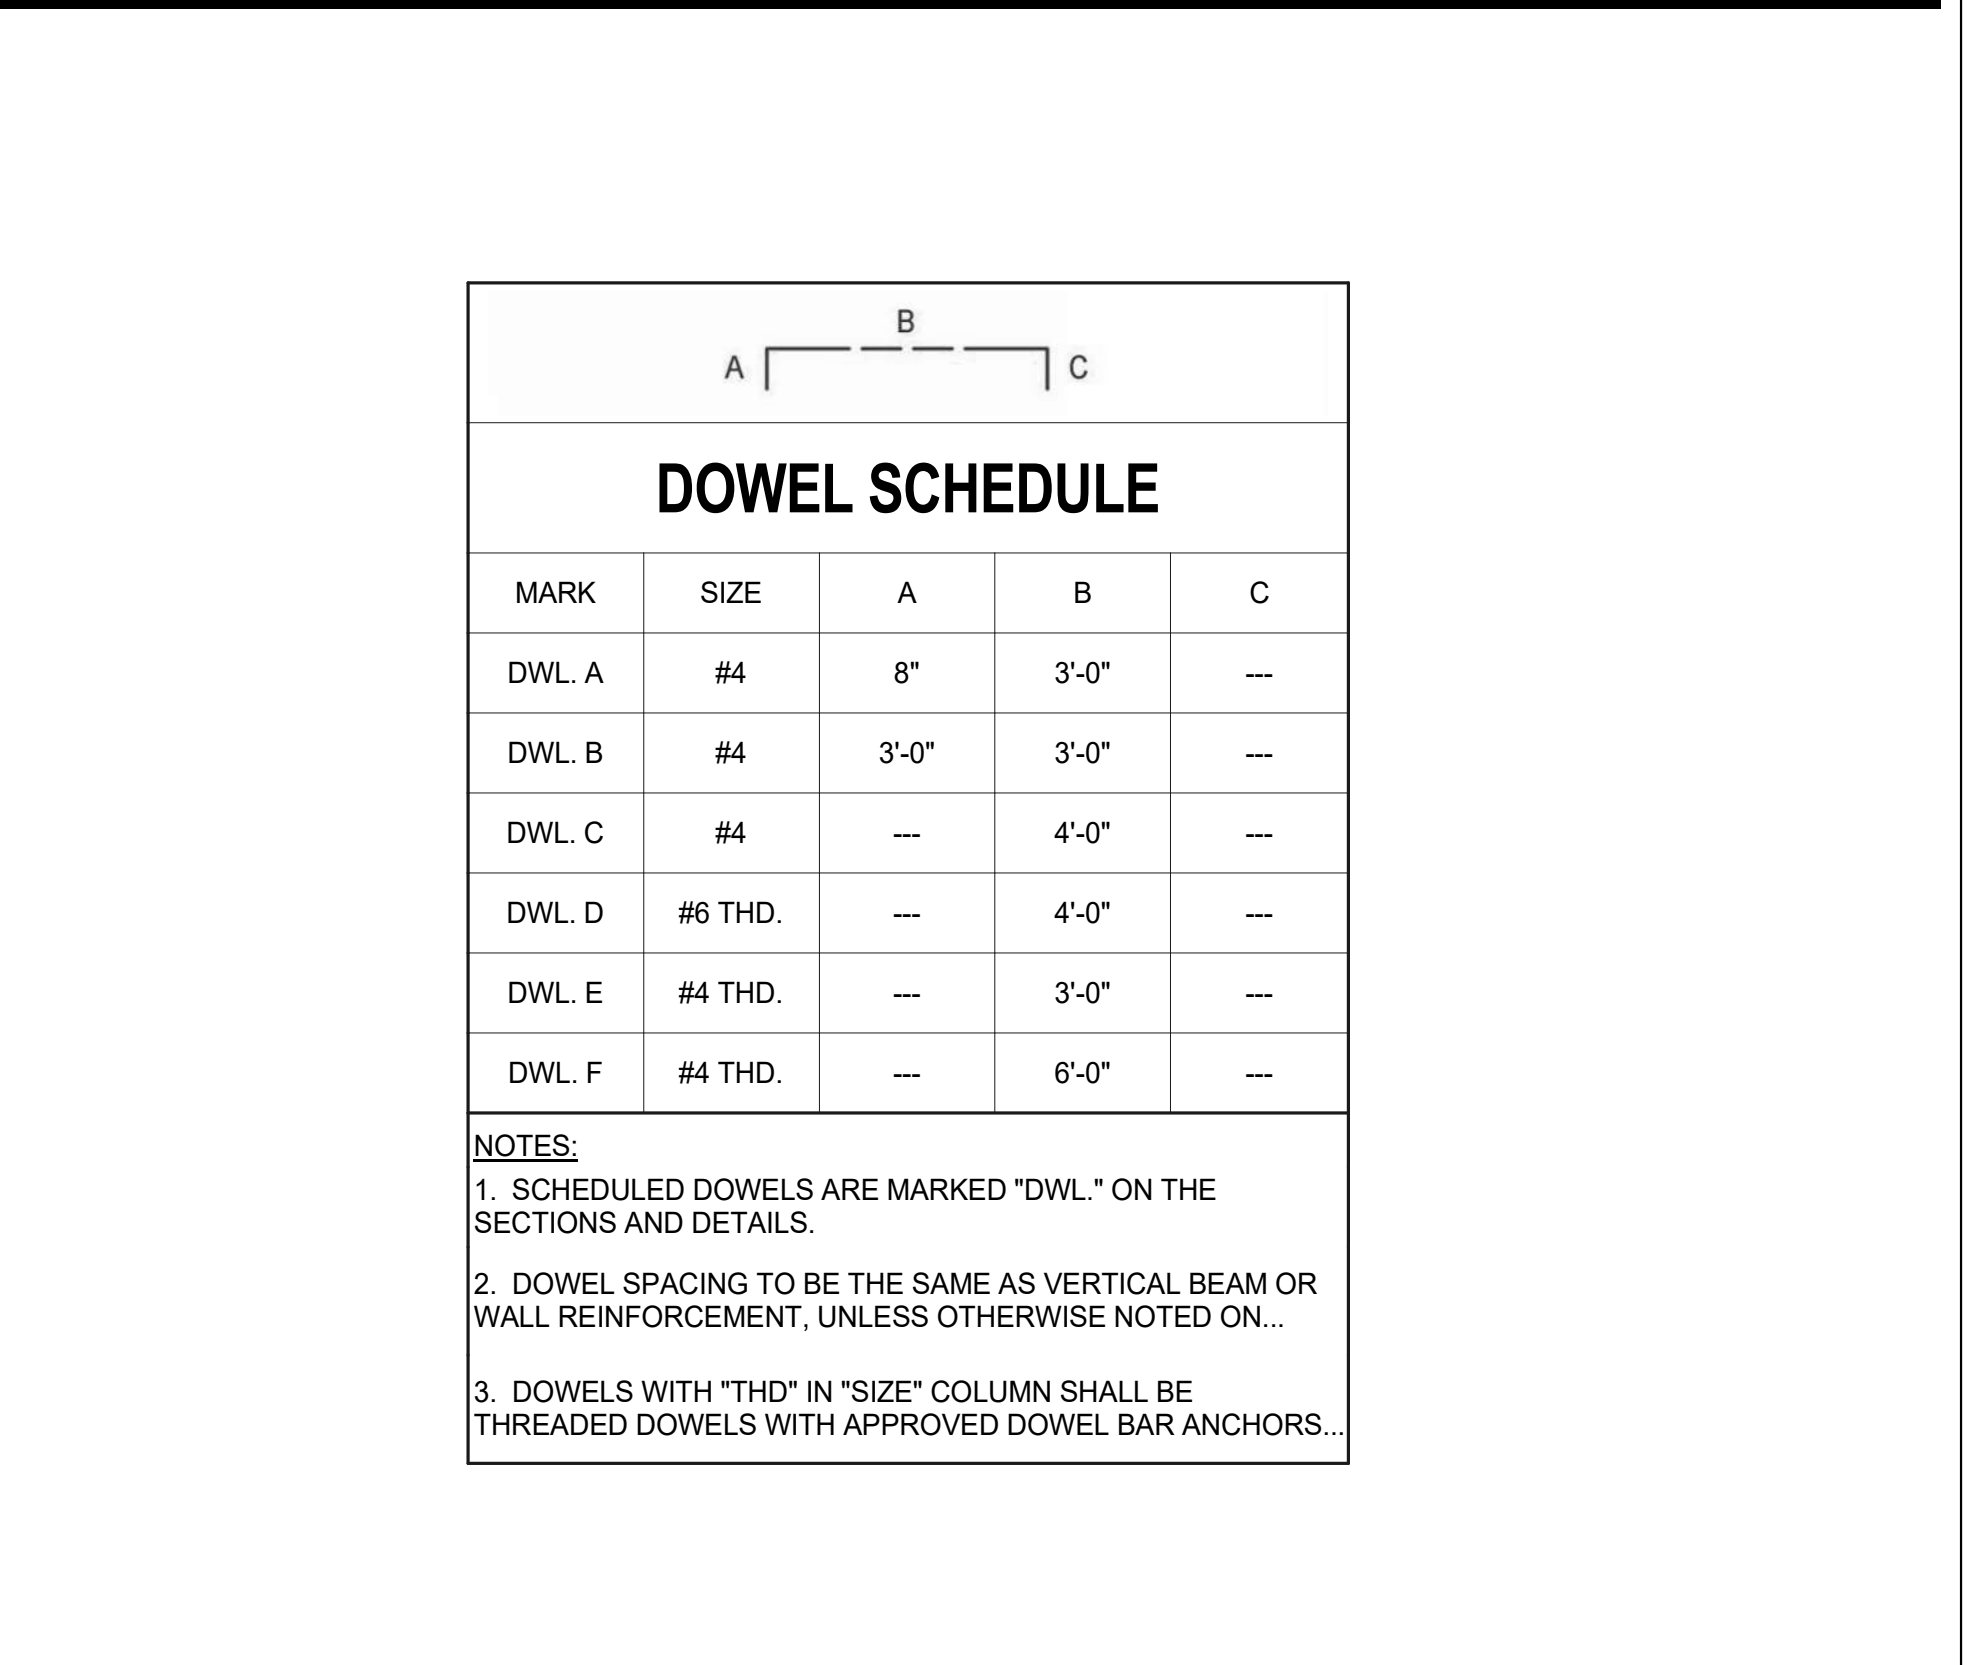 B
A C
DOWEL SCHEDULE
MARK SIZE A B C
DWL. A #4 8" 3'-0" ---
DWL. B #4 3'-0" 3'-0" ---
DWL. C #4 --- 4'-0" ---
DWL. D #6 THD. --- 4'-0" ---
DWL. E #4 THD. --- 3'-0" ---
DWL. F #4 THD. --- 6'-0" ---
NOTES:
1. SCHEDULED DOWELS ARE MARKED "DWL." ON THE
SECTIONS AND DETAILS.
2. DOWEL SPACING TO BE THE SAME AS VERTICAL BEAM OR
WALL REINFORCEMENT, UNLESS OTHERWISE NOTED ON...
3. DOWELS WITH "THD" IN "SIZE" COLUMN SHALL BE
THREADED DOWELS WITH APPROVED DOWEL BAR ANCHORS...